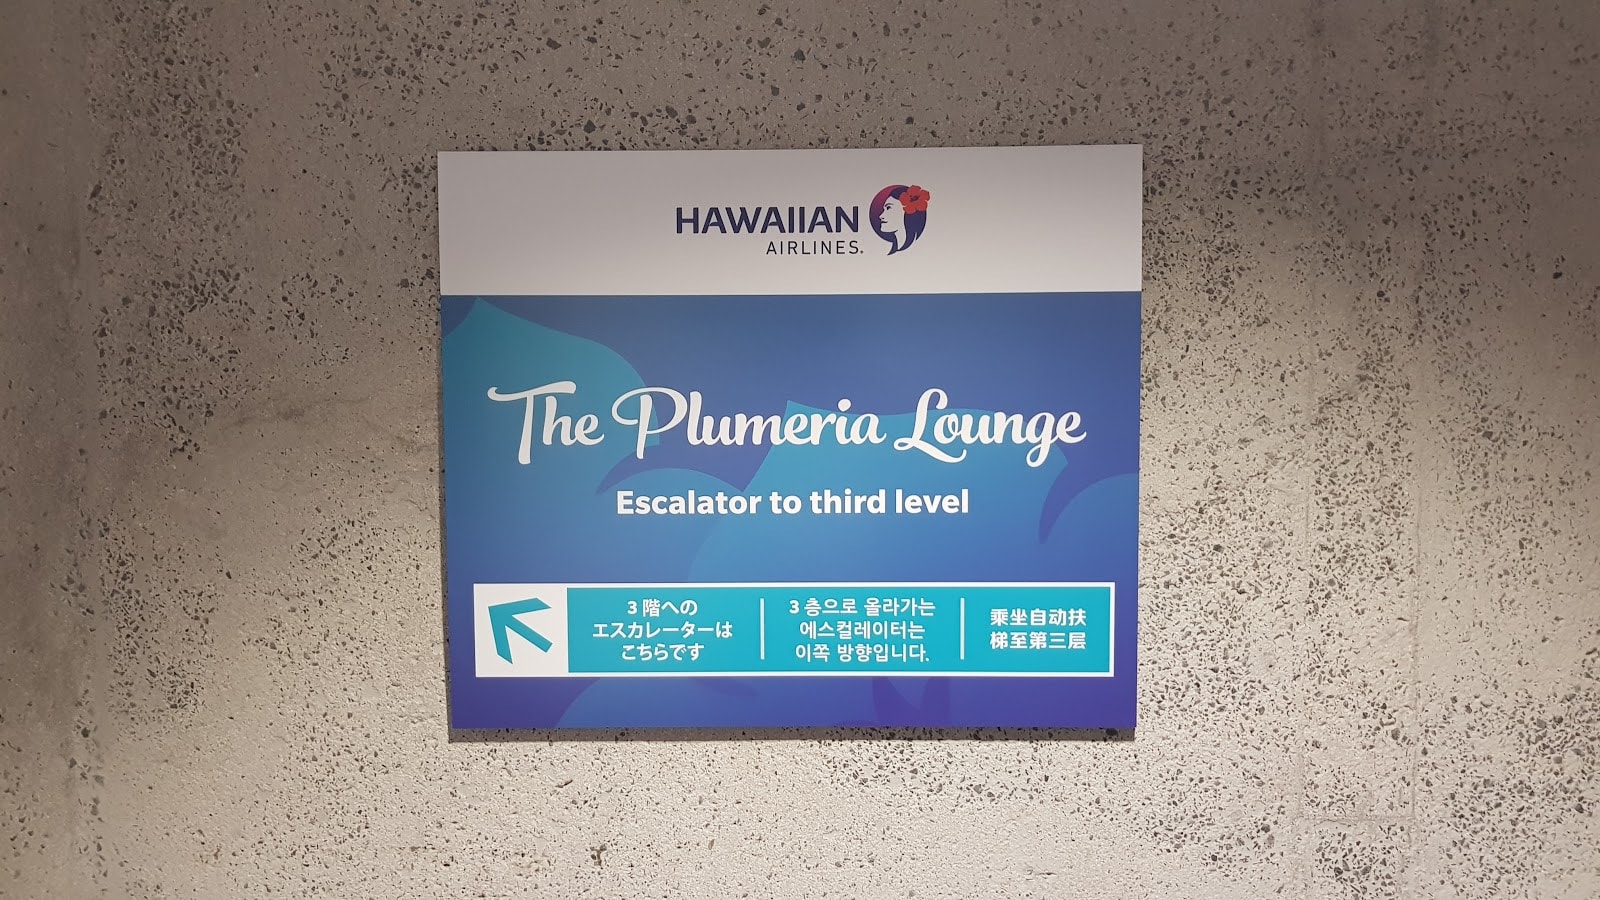 HAWAIIAN
AIRLINES®
The Plumeria Lounge
Escalator to third level
3 階への
エスカレーターは
こちらです
3 층으로 올라가는
에스컬레이터는
이쪽 방향입니다.
乘坐自动扶
梯至第三层